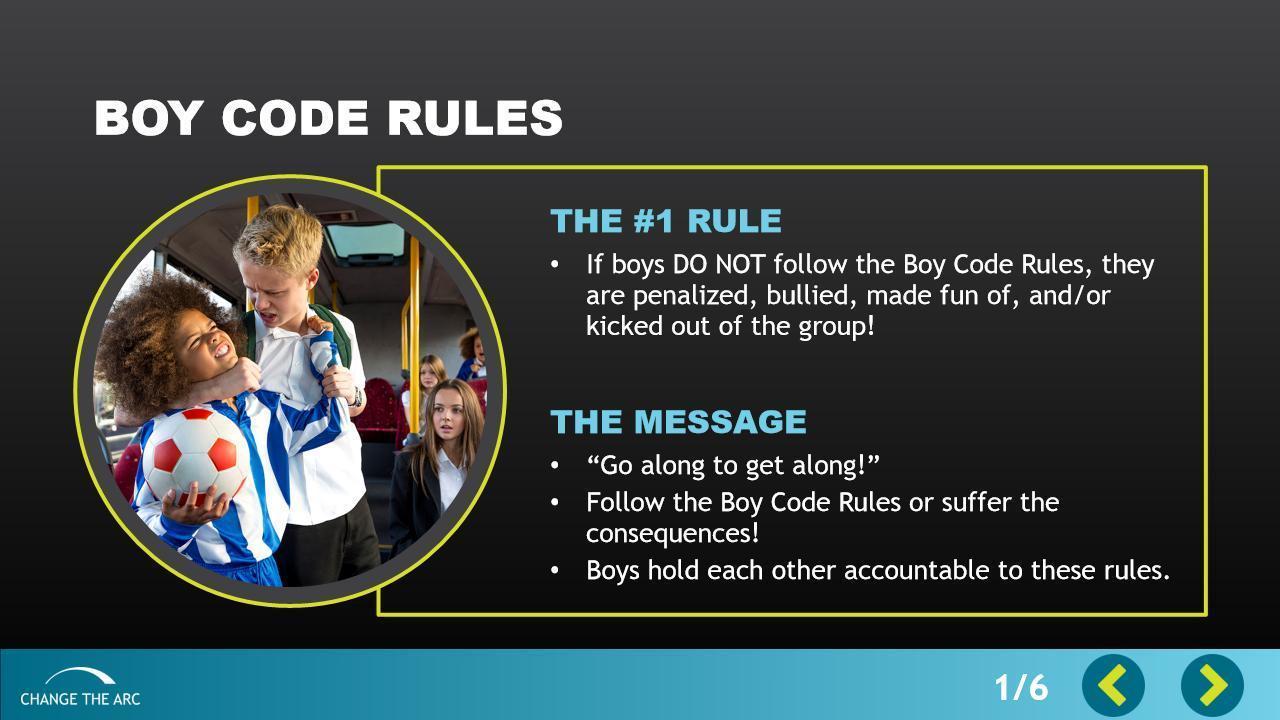 BOY CODE RULES
THE #1 RULE
• If boys DO NOT follow the Boy Code Rules, they
are penalized, bullied, made fun of, and/or
kicked out of the group!
THE MESSAGE
• “Go along to get along!”
• Follow the Boy Code Rules or suffer the
consequences!
• Boys hold each other accountable to these rules.
CHANGE THE ARC
1/6